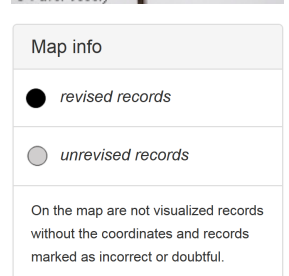 Map info
revised records
unrevised records
On the map are not visualized records
without the coordinates and records
marked as incorrect or doubtful.